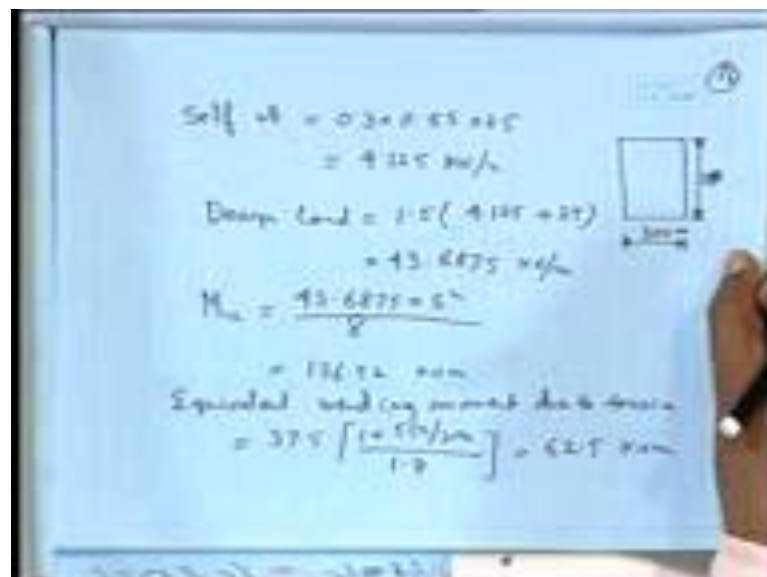 Self wt = 0.3 × 0.55 × 25
= 4.125 kN/m
Design Load = 1.5 ( 4.125 + 25 )
= 43.6875 kN/m
Mu = 43.6875 × 5² / 8
= 136.52 kNm
Equivalent bending moment due to torsion
= 37.5 [ 1 + 550/300 / 1.7 ] = 62.5 kNm
300